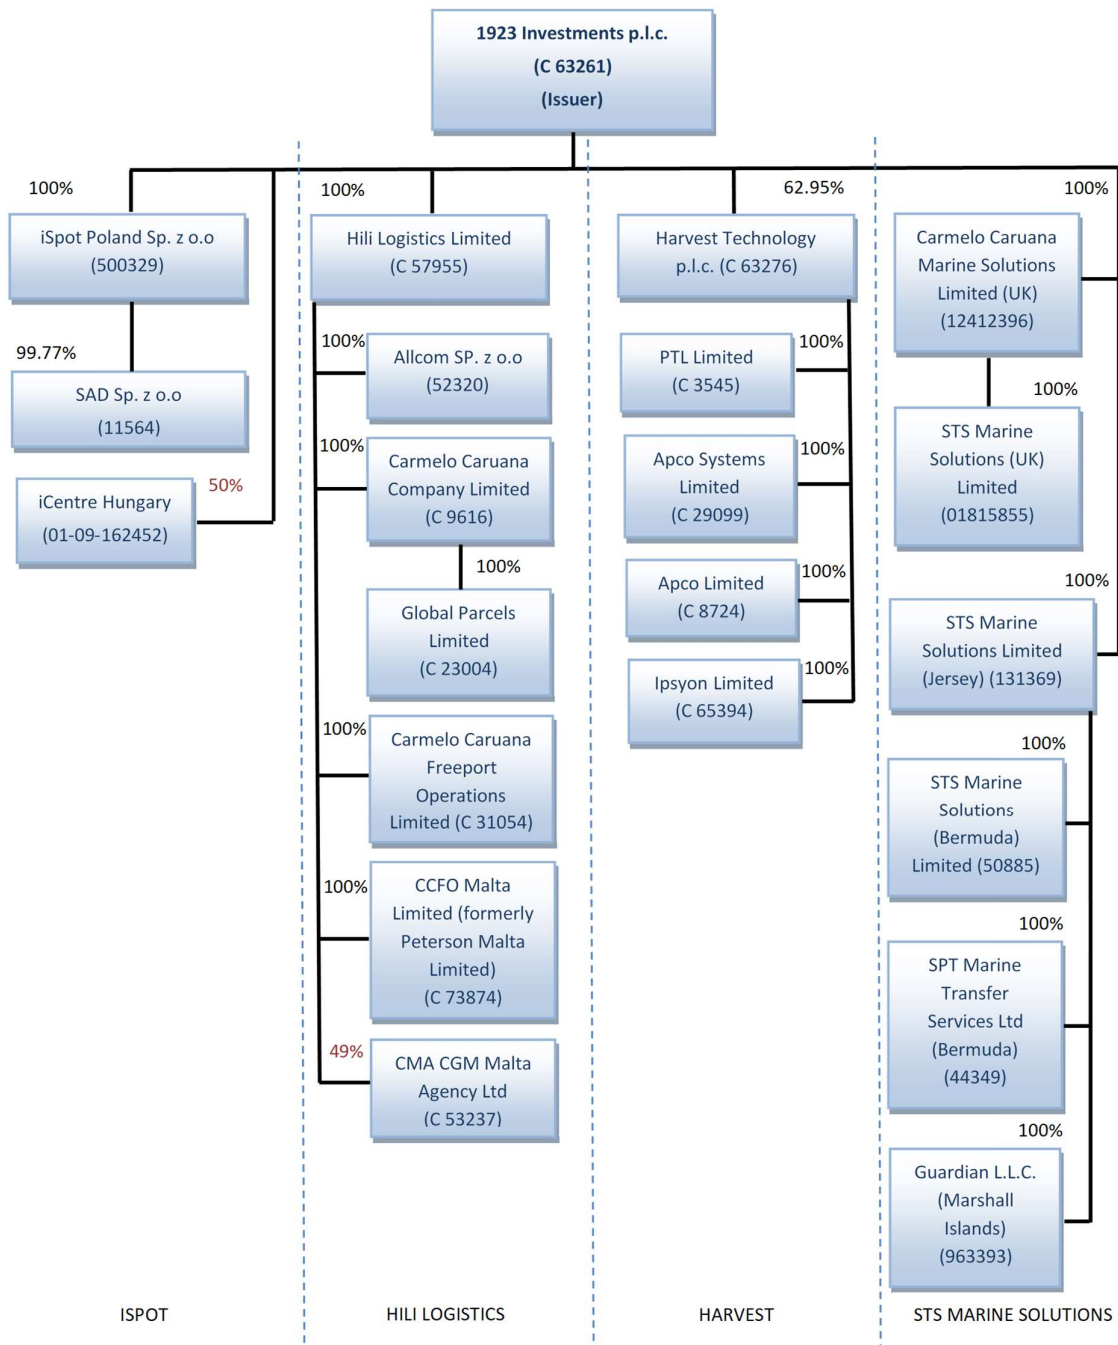 1923 Investments p.l.c.
(C 63261)
(Issuer)
100%
iSpot Poland Sp. z o.o
(500329)
99.77%
SAD Sp. z o.o
(11564)
50%
iCentre Hungary
(01-09-162452)
ISPOT
100%
Hili Logistics Limited
(C 57955)
100%
Allcom SP. z o.o
(52320)
100%
Carmelo Caruana
Company Limited
(C 9616)
100%
Global Parcels
Limited
(C 23004)
100%
Carmelo Caruana
Freeport
Operations
Limited (C 31054)
100%
CCFO Malta
Limited (formerly
Peterson Malta
Limited)
(C 73874)
49%
CMA CGM Malta
Agency Ltd
(C 53237)
HILI LOGISTICS
62.95%
Harvest Technology
p.l.c. (C 63276)
100%
PTL Limited
(C 3545)
100%
Apco Systems
Limited
(C 29099)
100%
Apco Limited
(C 8724)
100%
Ipsyon Limited
(C 65394)
HARVEST
100%
Carmelo Caruana
Marine Solutions
Limited (UK)
(12412396)
100%
STS Marine
Solutions (UK)
Limited
(01815855)
100%
STS Marine
Solutions Limited
(Jersey) (131369)
100%
STS Marine
Solutions
(Bermuda)
Limited (50885)
100%
SPT Marine
Transfer
Services Ltd
(Bermuda)
(44349)
100%
Guardian L.L.C.
(Marshall
Islands)
(963393)
STS MARINE SOLUTIONS